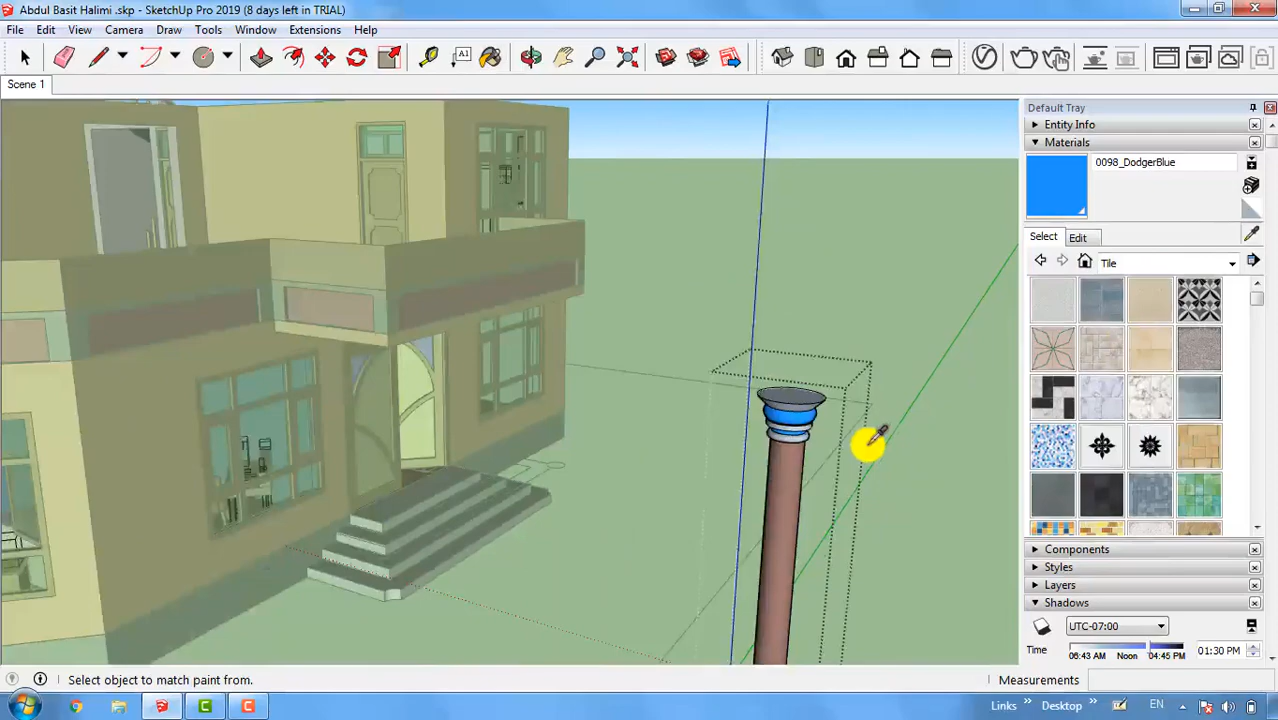 Abdul Basit Halimi .skp - SketchUp Pro 2019 (8 days left in TRIAL)
File Edit View Camera Draw Tools Window Extensions Help
Scene 1
Default Tray
Entity Info
Materials
0098_DodgerBlue
Select Edit
Tile
Components
Styles
Layers
Shadows
UTC-07:00
Time 06:43 AM Noon 04:45 PM 01:30 PM
Select object to match paint from.
Measurements
Links Desktop EN